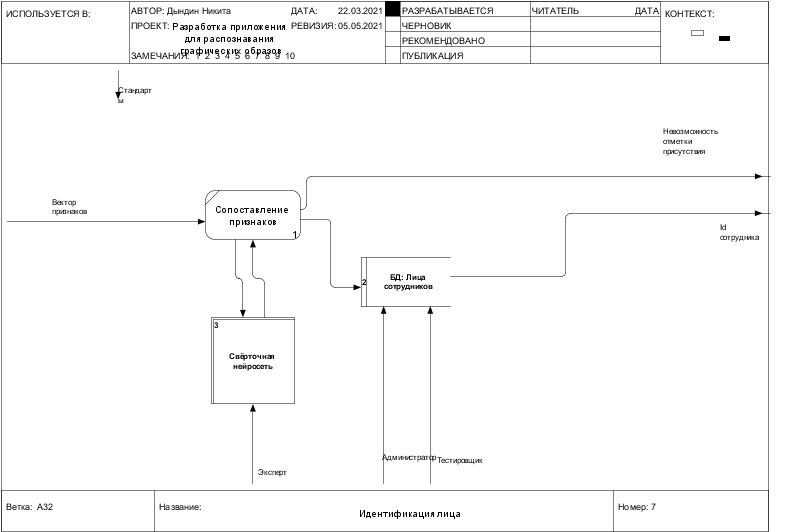 ИСПОЛЬЗУЕТСЯ В:
АВТОР: Дындин Никита
ДАТА: 22.03.2021
РАЗРАБАТЫВАЕТСЯ
ЧИТАТЕЛЬ
ДАТА
КОНТЕКСТ:
ПРОЕКТ: Разработка приложения
для распознавания
графических образов
РЕВИЗИЯ: 05.05.2021
ЧЕРНОВИК
РЕКОМЕНДОВАНО
ЗАМЕЧАНИЯ: 1 2 3 4 5 6 7 8 9 10
ПУБЛИКАЦИЯ
Стандарт
ы
Невозможность
отметки
присутствия
Вектор
признаков
Сопоставление
признаков
1
Id
сотрудника
2
БД: Лица
сотрудников
3
Свёрточная
нейросеть
Эксперт
Администратор
Тестировщик
Ветка: A32
Название:
Идентификация лица
Номер: 7